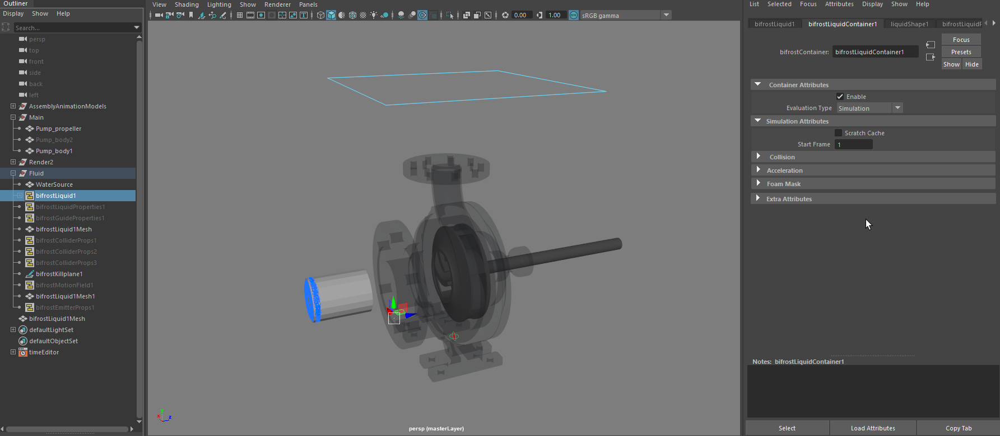 Outliner
Display Show Help
Search...
persp
top
front
side
back
left
AssemblyAnimationModels
Main
Pump_propeller
Pump_body2
Pump_body1
Render2
Fluid
WaterSource
bifrostLiquid1
bifrostLiquidProperties1
bifrostGuideProperties1
bifrostLiquid1Mesh
bifrostColliderProps1
bifrostColliderProps2
bifrostColliderProps3
bifrostKillplane1
bifrostMotionField1
bifrostLiquid1Mesh1
bifrostEmitterProps1
bifrostLiquid1Mesh
defaultLightSet
defaultObjectSet
timeEditor
View Shading Lighting Show Renderer Panels
0.00 1.00 ON sRGB gamma
y
x z
persp (masterLayer)
List Selected Focus Attributes Display Show Help
bifrostLiquid1 bifrostLiquidContainer1 liquidShape1 bifrostLiquidP
bifrostContainer: bifrostLiquidContainer1
Focus
Presets
Show Hide
Container Attributes
Enable
Evaluation Type Simulation
Simulation Attributes
Scratch Cache
Start Frame 1
Collision
Acceleration
Foam Mask
Extra Attributes
Notes: bifrostLiquidContainer1
Select Load Attributes Copy Tab